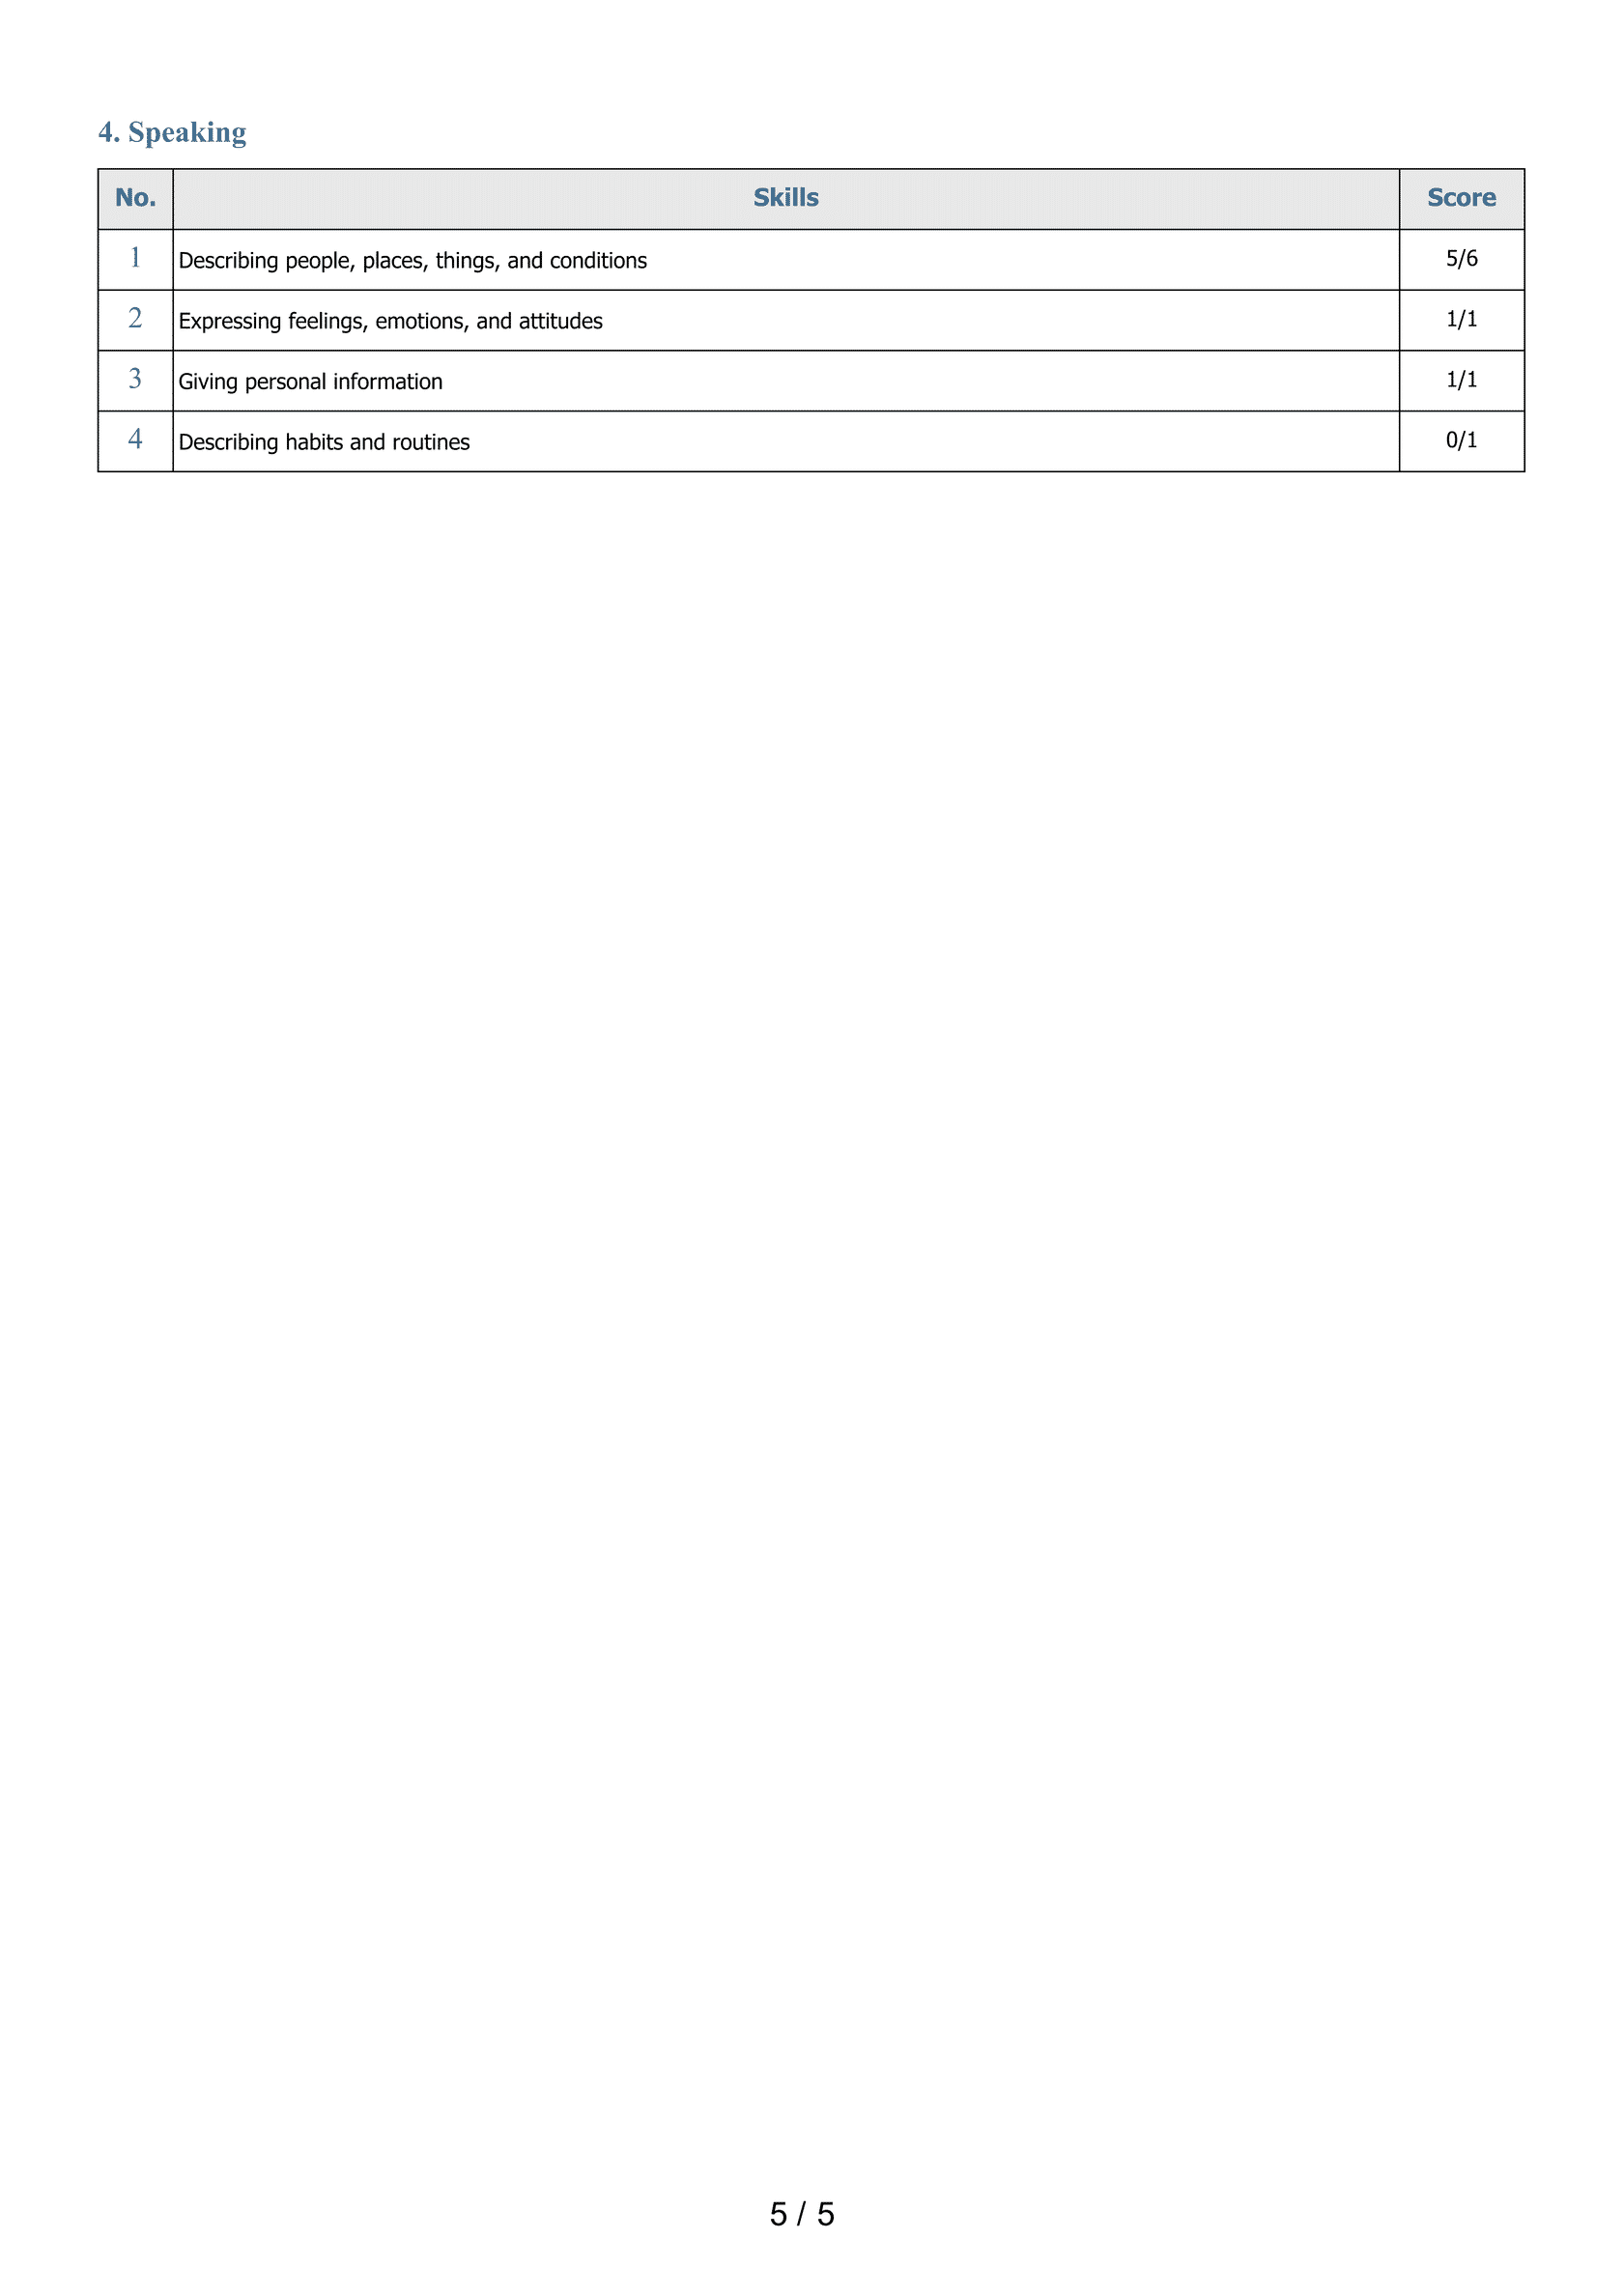 4. Speaking
No. Skills Score
1 Describing people, places, things, and conditions 5/6
2 Expressing feelings, emotions, and attitudes 1/1
3 Giving personal information 1/1
4 Describing habits and routines 0/1
5 / 5